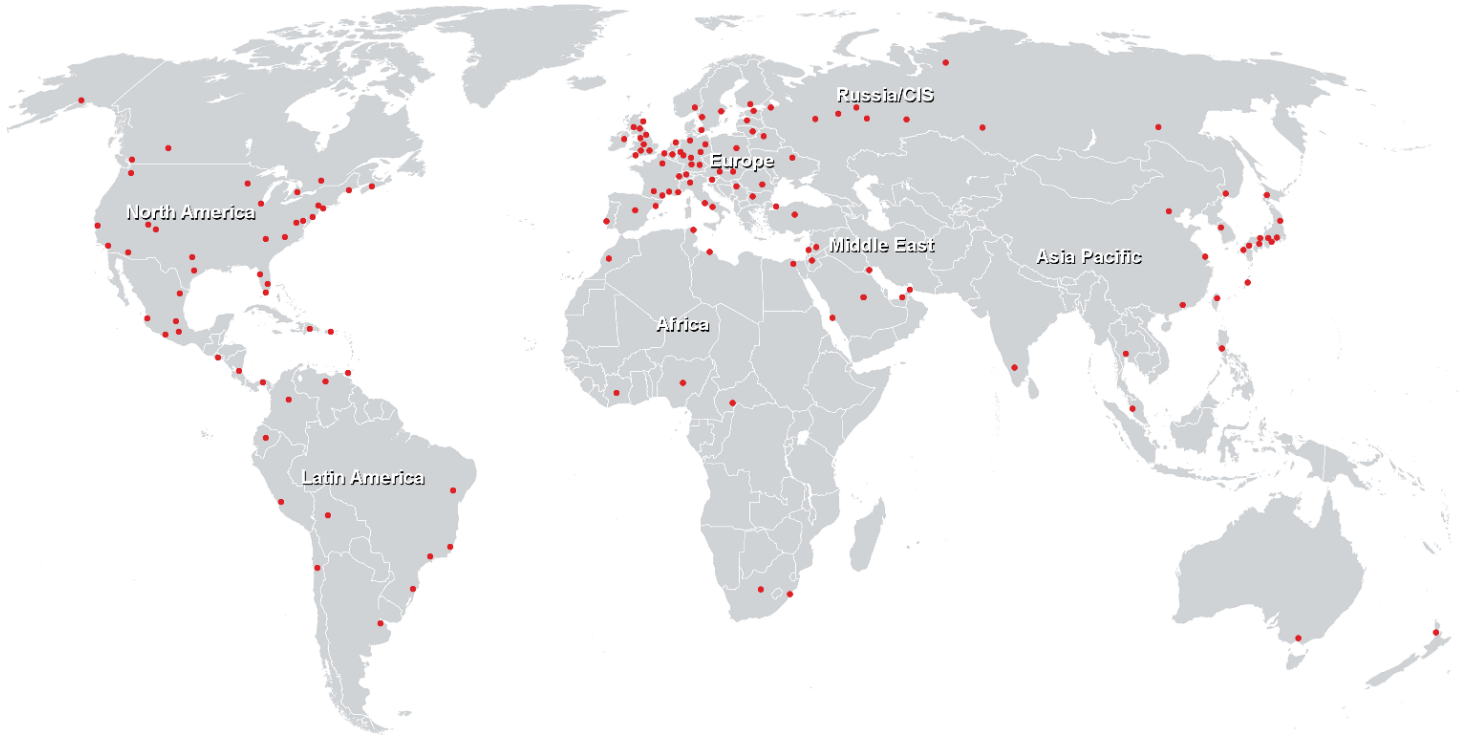 Russia/CIS
Europe
North America
Middle East
Asia Pacific
Africa
Latin America